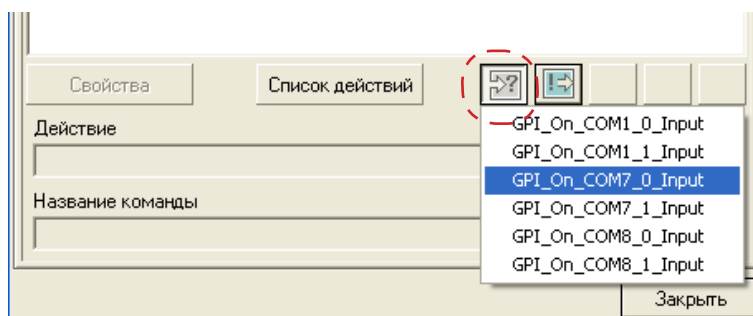 Свойства
Список действий
Действие
Название команды
GPI_On_COM1_0_Input
GPI_On_COM1_1_Input
GPI_On_COM7_0_Input
GPI_On_COM7_1_Input
GPI_On_COM8_0_Input
GPI_On_COM8_1_Input
Закрыть